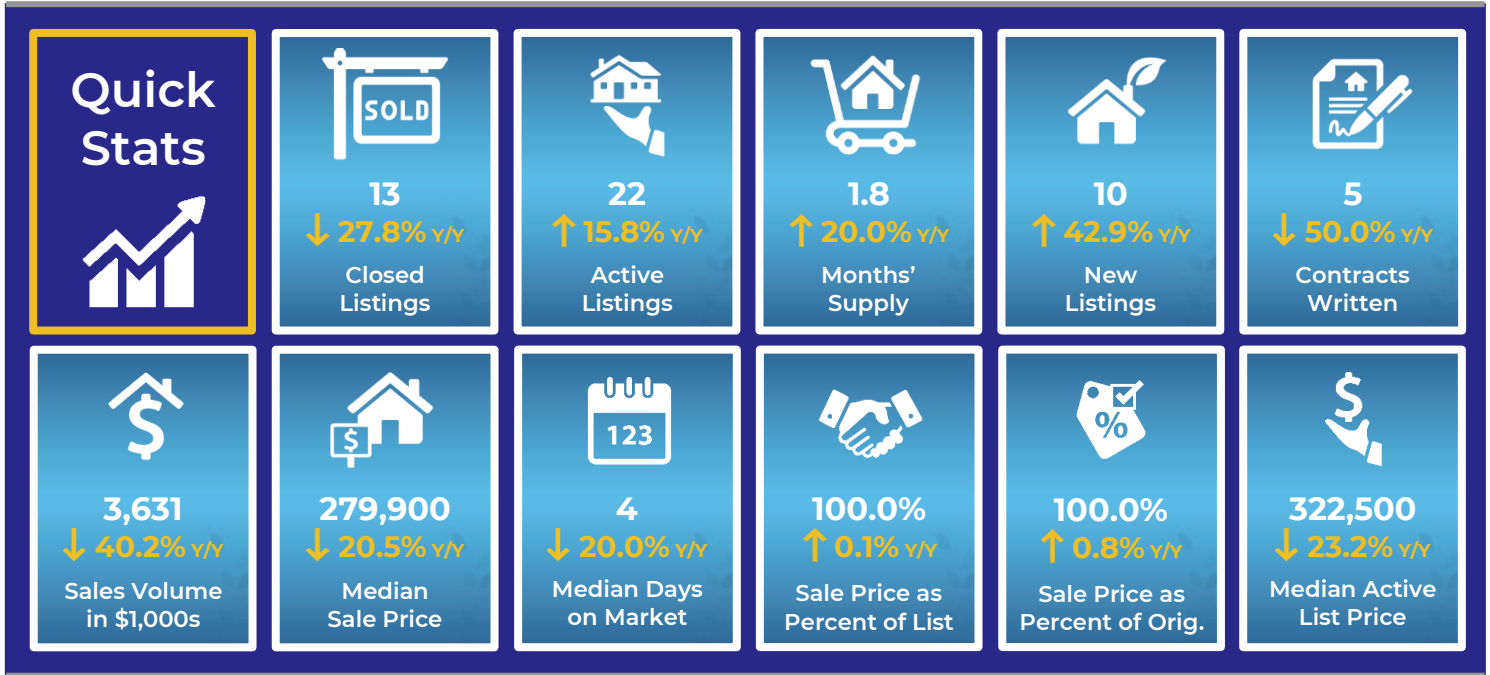 Quick
Stats
SOLD
13
↓ 27.8% Y/Y
Closed
Listings
22
↑ 15.8% Y/Y
Active
Listings
1.8
↑ 20.0% Y/Y
Months’
Supply
10
↑ 42.9% Y/Y
New
Listings
5
↓ 50.0% Y/Y
Contracts
Written
$
3,631
↓ 40.2% Y/Y
Sales Volume
in $1,000s
$
279,900
↓ 20.5% Y/Y
Median
Sale Price
123
4
↓ 20.0% Y/Y
Median Days
on Market
100.0%
↑ 0.1% Y/Y
Sale Price as
Percent of List
%
100.0%
↑ 0.8% Y/Y
Sale Price as
Percent of Orig.
$
322,500
↓ 23.2% Y/Y
Median Active
List Price